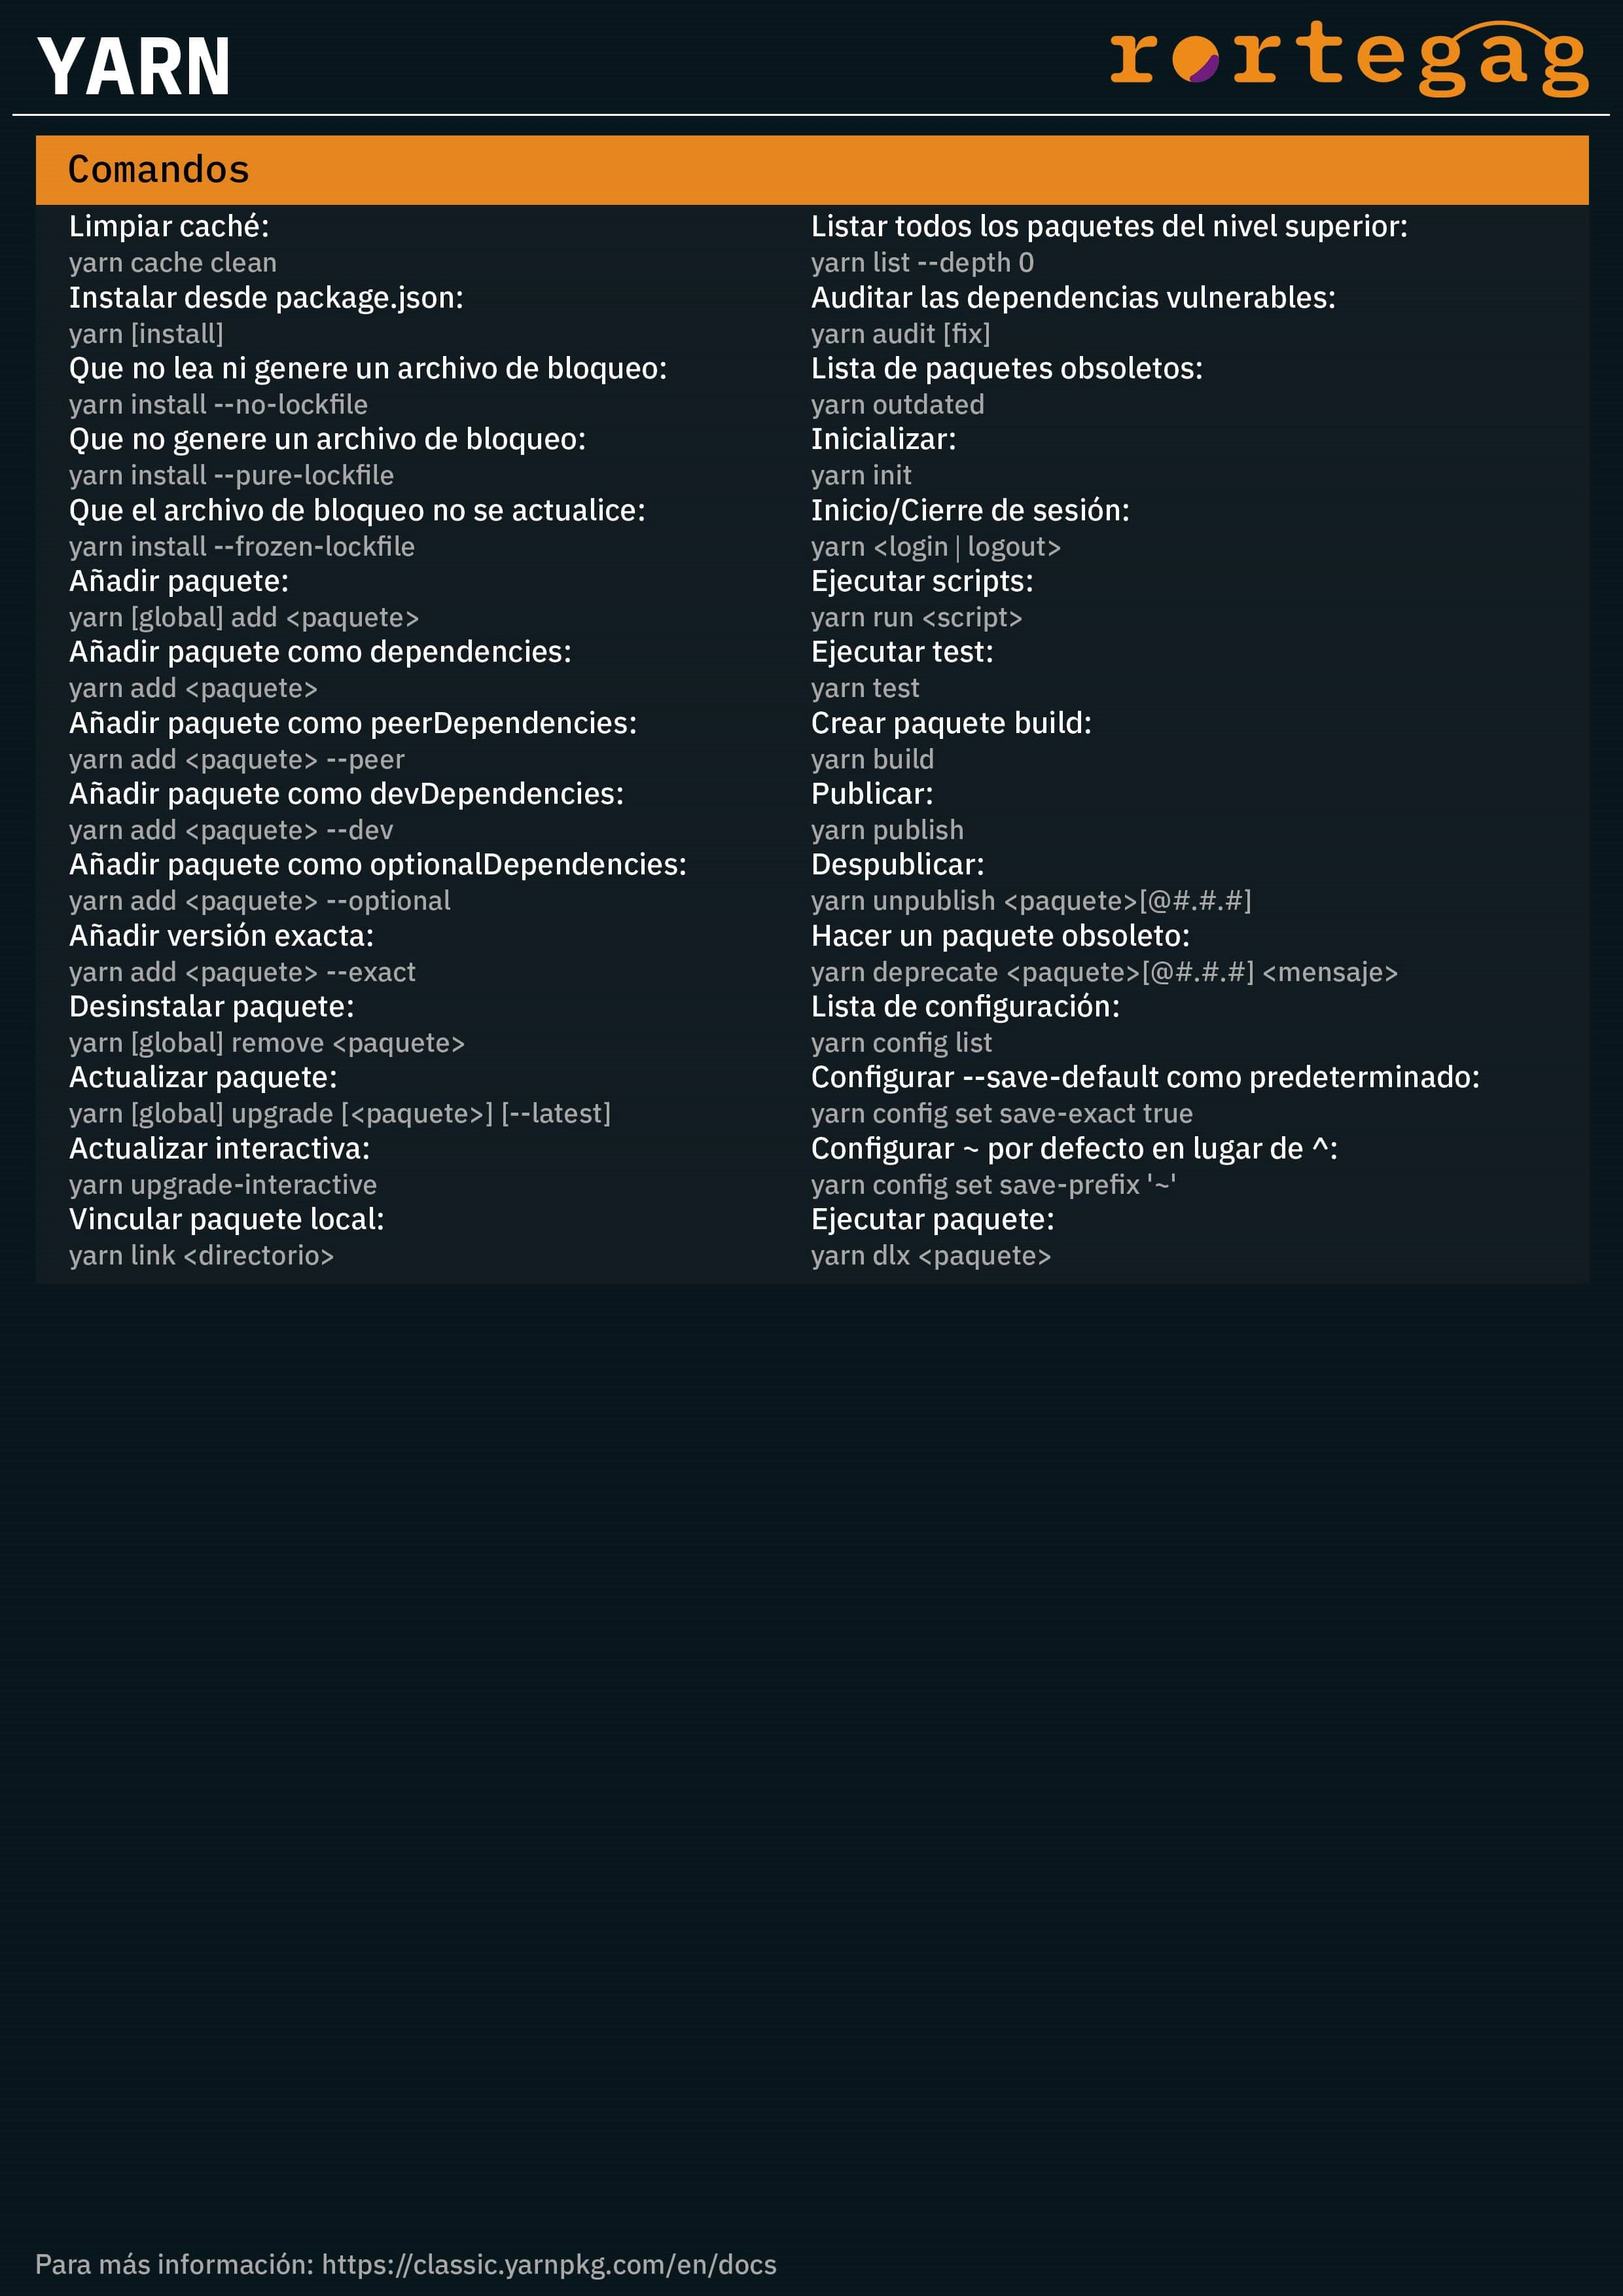 YARN
rortegag
Comandos
Limpiar caché:
yarn cache clean
Instalar desde package.json:
yarn [install]
Que no lea ni genere un archivo de bloqueo:
yarn install --no-lockfile
Que no genere un archivo de bloqueo:
yarn install --pure-lockfile
Que el archivo de bloqueo no se actualice:
yarn install --frozen-lockfile
Añadir paquete:
yarn [global] add <paquete>
Añadir paquete como dependencies:
yarn add <paquete>
Añadir paquete como peerDependencies:
yarn add <paquete> --peer
Añadir paquete como devDependencies:
yarn add <paquete> --dev
Añadir paquete como optionalDependencies:
yarn add <paquete> --optional
Añadir versión exacta:
yarn add <paquete> --exact
Desinstalar paquete:
yarn [global] remove <paquete>
Actualizar paquete:
yarn [global] upgrade [<paquete>] [--latest]
Actualizar interactiva:
yarn upgrade-interactive
Vincular paquete local:
yarn link <directorio>
Listar todos los paquetes del nivel superior:
yarn list --depth 0
Auditar las dependencias vulnerables:
yarn audit [fix]
Lista de paquetes obsoletos:
yarn outdated
Inicializar:
yarn init
Inicio/Cierre de sesión:
yarn <login | logout>
Ejecutar scripts:
yarn run <script>
Ejecutar test:
yarn test
Crear paquete build:
yarn build
Publicar:
yarn publish
Despublicar:
yarn unpublish <paquete>[@#.#.#]
Hacer un paquete obsoleto:
yarn deprecate <paquete>[@#.#.#] <mensaje>
Lista de configuración:
yarn config list
Configurar --save-default como predeterminado:
yarn config set save-exact true
Configurar ~ por defecto en lugar de ^:
yarn config set save-prefix '~'
Ejecutar paquete:
yarn dlx <paquete>
Para más información: https://classic.yarnpkg.com/en/docs